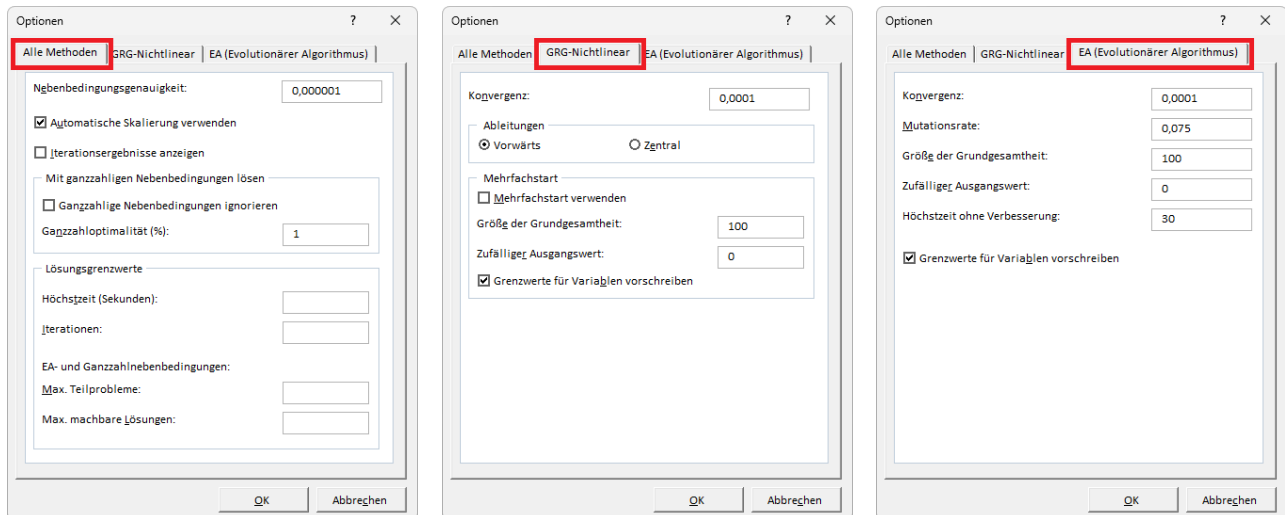 Optionen ? ×
Alle Methoden GRG-Nichtlinear EA (Evolutionärer Algorithmus)
Nebenbedingungsgenauigkeit: 0,000001
Automatische Skalierung verwenden
Iterationsergebnisse anzeigen
Mit ganzzahligen Nebenbedingungen lösen
Ganzzahlige Nebenbedingungen ignorieren
Ganzzahloptimalität (%): 1
Lösungsgrenzwerte
Höchstzeit (Sekunden):
Iterationen:
EA- und Ganzzahlnebenbedingungen:
Max. Teilprobleme:
Max. machbare Lösungen:
OK Abbrechen
Optionen ? ×
Alle Methoden GRG-Nichtlinear EA (Evolutionärer Algorithmus)
Konvergenz: 0,0001
Ableitungen
Vorwärts Zentral
Mehrfachstart
Mehrfachstart verwenden
Größe der Grundgesamtheit: 100
Zufälliger Ausgangswert: 0
Grenzwerte für Variablen vorschreiben
OK Abbrechen
Optionen ? ×
Alle Methoden GRG-Nichtlinear EA (Evolutionärer Algorithmus)
Konvergenz: 0,0001
Mutationsrate: 0,075
Größe der Grundgesamtheit: 100
Zufälliger Ausgangswert: 0
Höchstzeit ohne Verbesserung: 30
Grenzwerte für Variablen vorschreiben
OK Abbrechen